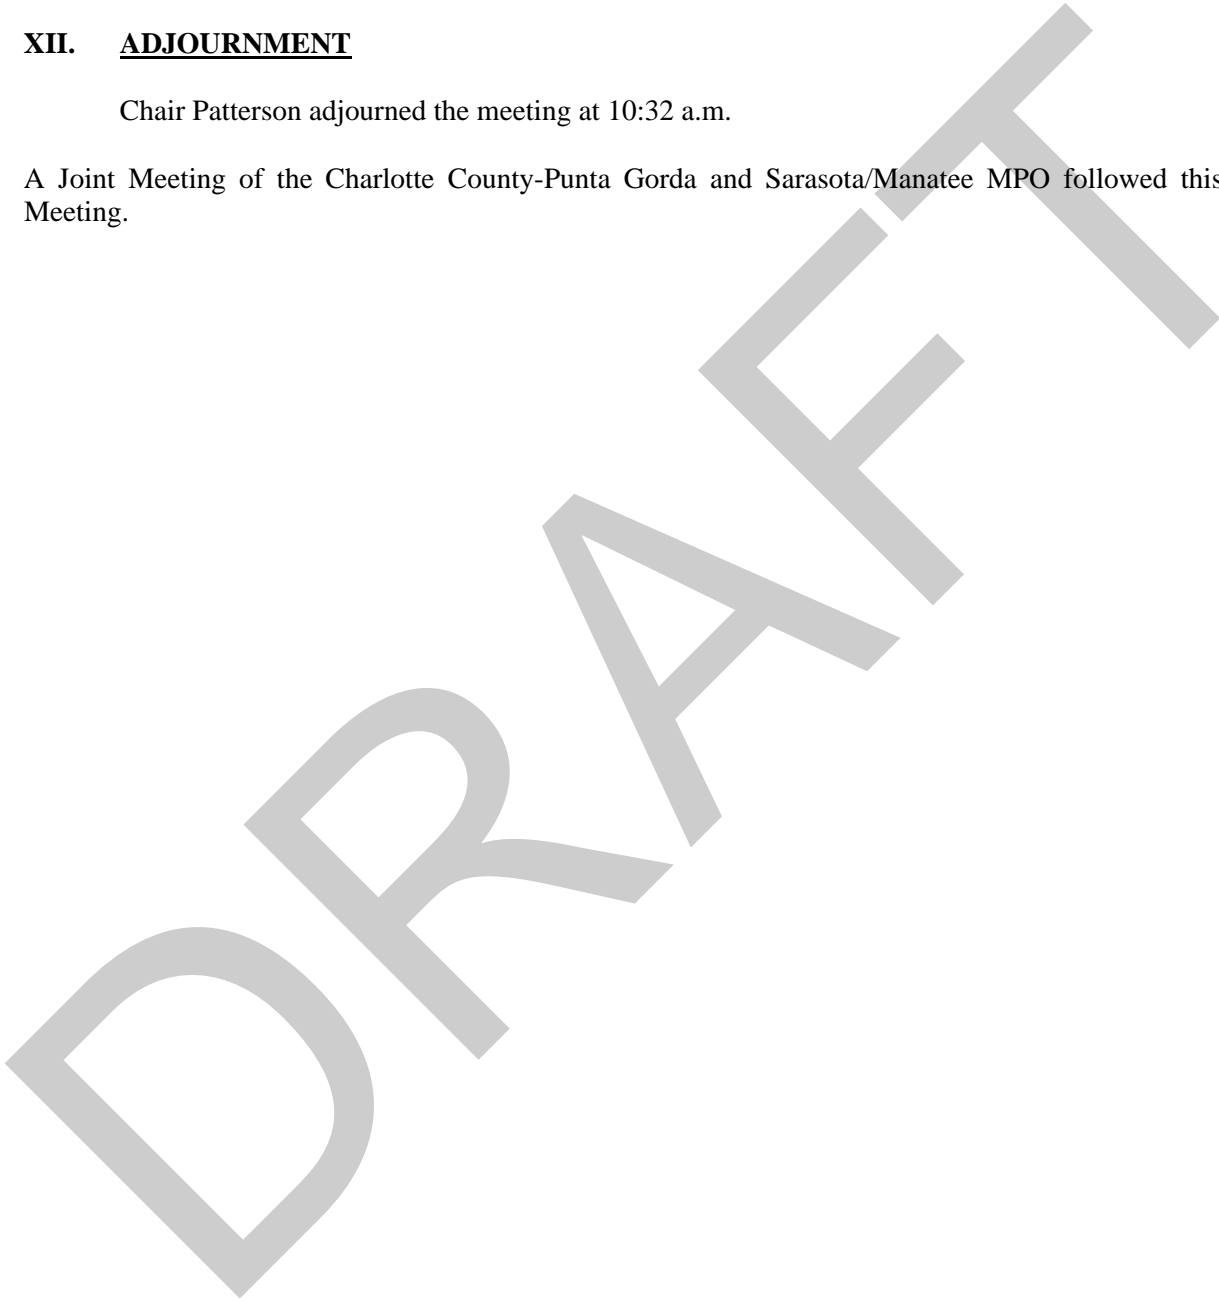 XII. ADJOURNMENT
Chair Patterson adjourned the meeting at 10:32 a.m.
A Joint Meeting of the Charlotte County-Punta Gorda and Sarasota/Manatee MPO followed this
Meeting.
DRAFT